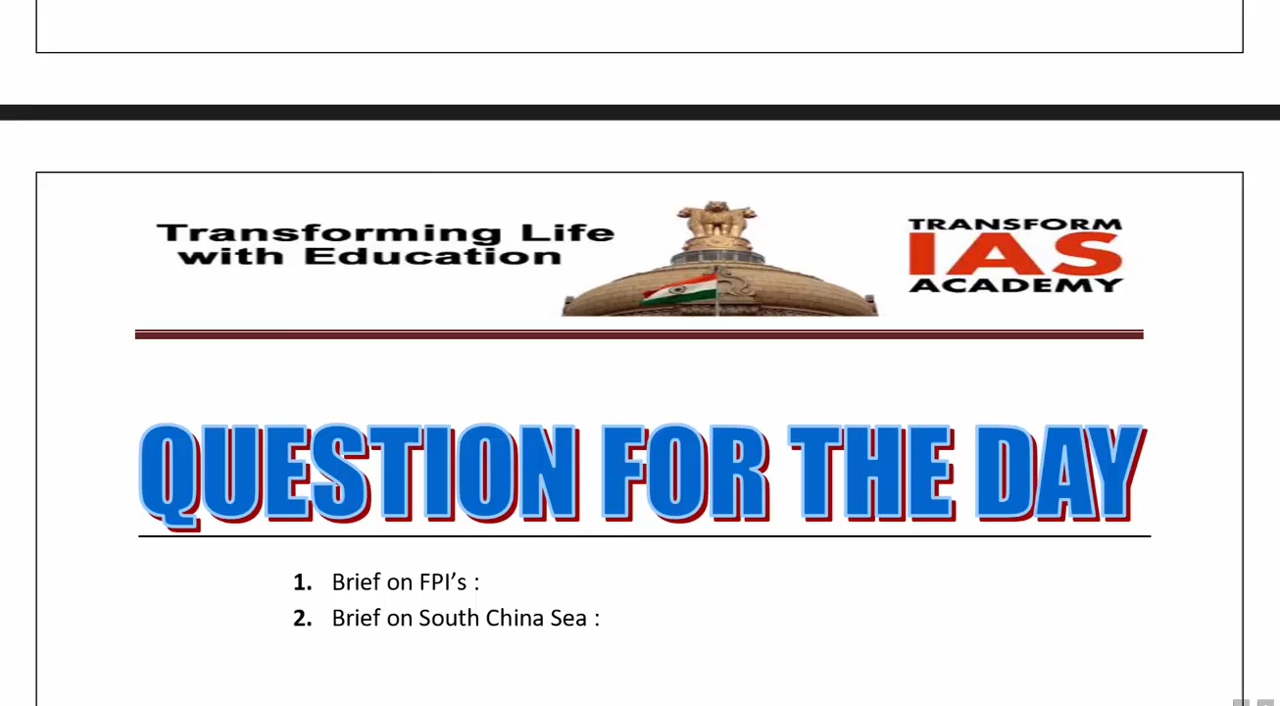 Transforming Life
with Education
TRANSFORM
IAS
ACADEMY
QUESTION FOR THE DAY
1. Brief on FPI’s :
2. Brief on South China Sea :